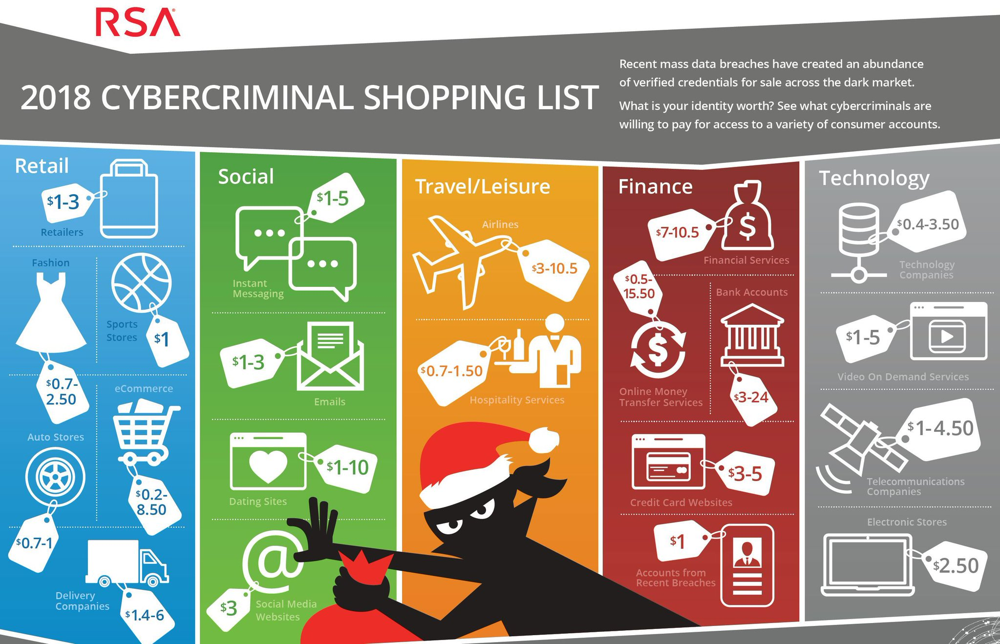 RSA®
2018 CYBERCRIMINAL SHOPPING LIST
Recent mass data breaches have created an abundance
of verified credentials for sale across the dark market.
What is your identity worth? See what cybercriminals are
willing to pay for access to a variety of consumer accounts.
Retail
$1-3
Retailers
Fashion
$0.7-
2.50
Sports
Stores
$1
Auto Stores
$0.7-1
eCommerce
$0.2-
8.50
Delivery
Companies
$1.4-6
Social
$1-5
Instant
Messaging
$1-3
Emails
$1-10
Dating Sites
@
$3
Social Media
Websites
Travel/Leisure
Airlines
$3-10.5
$0.7-1.50
Hospitality Services
Finance
$
$7-10.5
Financial Services
$0.5-
15.50
$
Online Money
Transfer Services
Bank Accounts
$3-24
$3-5
Credit Card Websites
$1
Accounts from
Recent Breaches
Technology
$0.4-3.50
Technology
Companies
$1-5
Video On Demand Services
$1-4.50
Telecommunications
Companies
Electronic Stores
$2.50